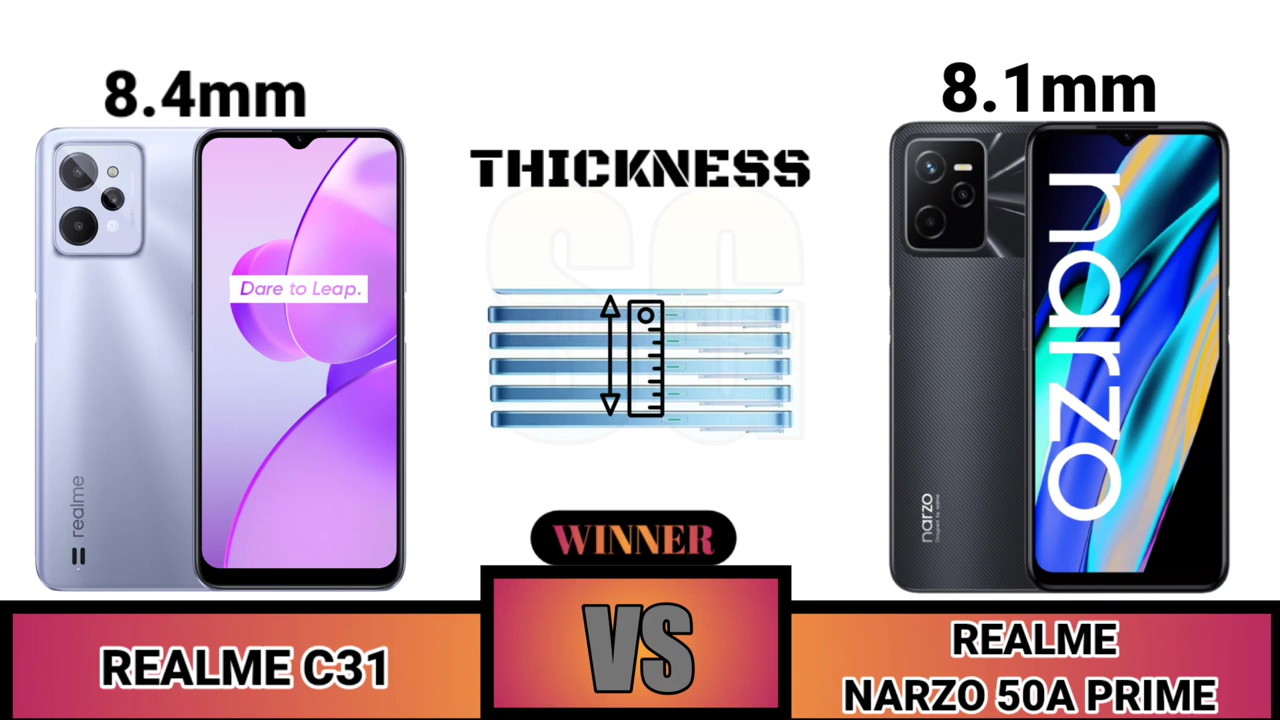 8.4mm
8.1mm
THICKNESS
SG
Dare to Leap.
realme
narzo
narzo
WINNER
VS
REALME C31
REALME
NARZO 50A PRIME